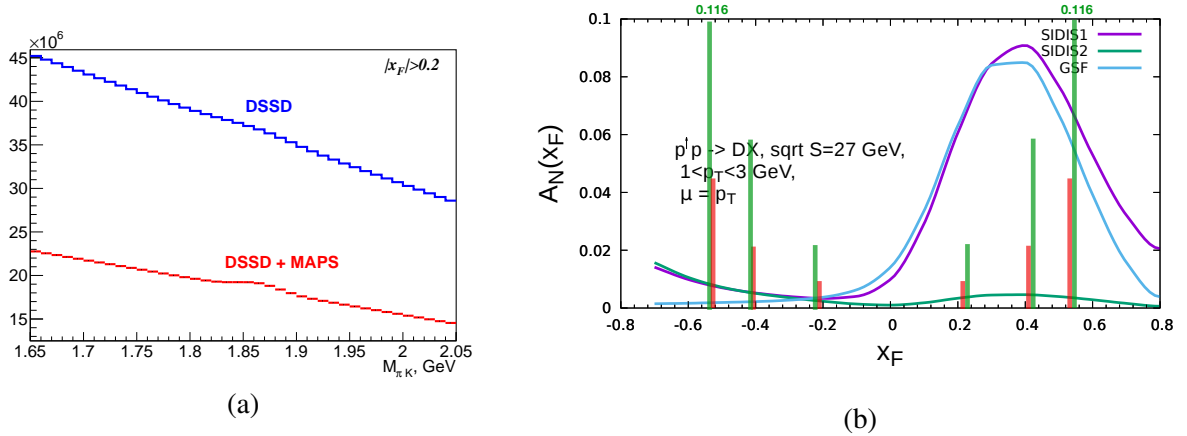 (a)
×10⁶
|x_F|>0.2
45
40
35
30
25
20
15
DSSD
DSSD + MAPS
1.65 1.7 1.75 1.8 1.85 1.9 1.95 2 2.05
M_π K, GeV
(a)
(b)
0.116 0.116
0.1
0.08
0.06
0.04
0.02
0
A_N(x_F)
SIDIS1
SIDIS2
GSF
p↑p -> DX, sqrt S=27 GeV,
1<p_T<3 GeV,
μ = p_T
-0.8 -0.6 -0.4 -0.2 0 0.2 0.4 0.6 0.8
x_F
(b)